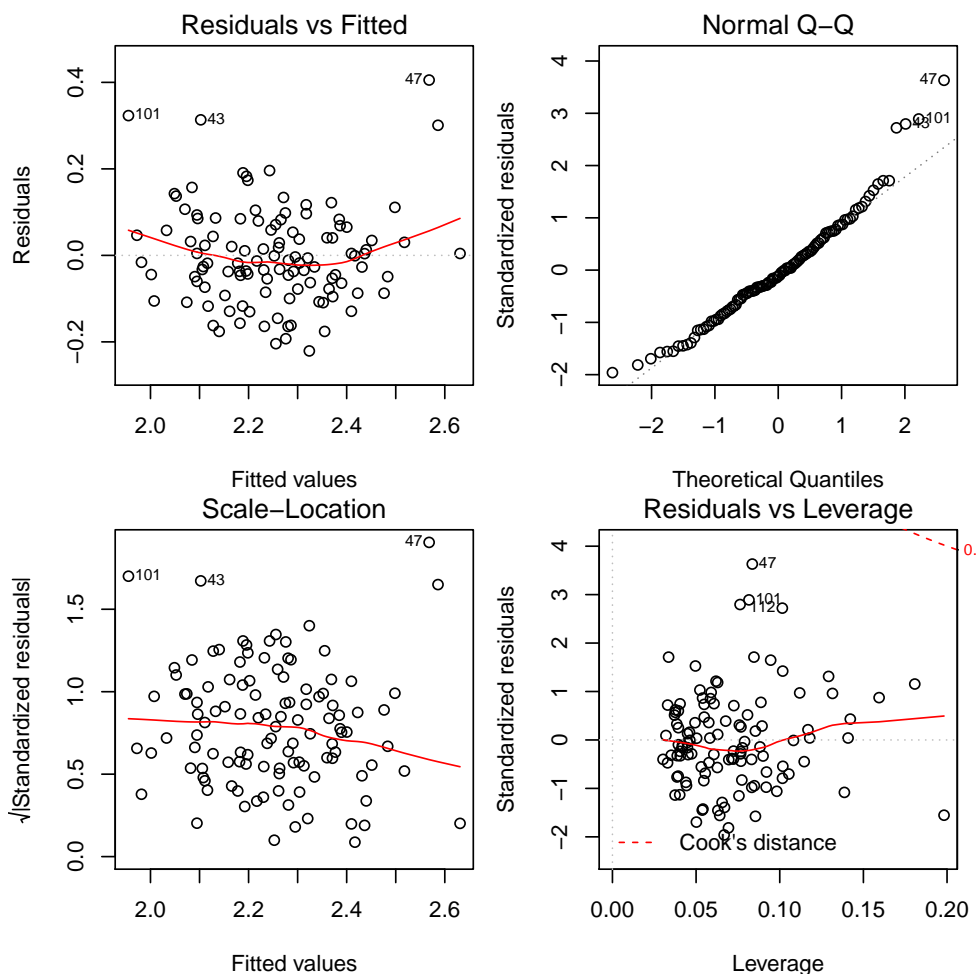 Residuals vs Fitted
Residuals
0.4
0.2
0.0
−0.2
101
43
47
2.0 2.2 2.4 2.6
Fitted values
Normal Q−Q
Standardized residuals
4
3
2
1
0
−1
−2
47
101
43
−2 −1 0 1 2
Theoretical Quantiles
Scale−Location
√|Standardized residuals|
1.5
1.0
0.5
0.0
101
43
47
2.0 2.2 2.4 2.6
Fitted values
Residuals vs Leverage
Standardized residuals
4
3
2
1
0
−1
−2
47
101
112
0.
Cook's distance
0.00 0.05 0.10 0.15 0.20
Leverage